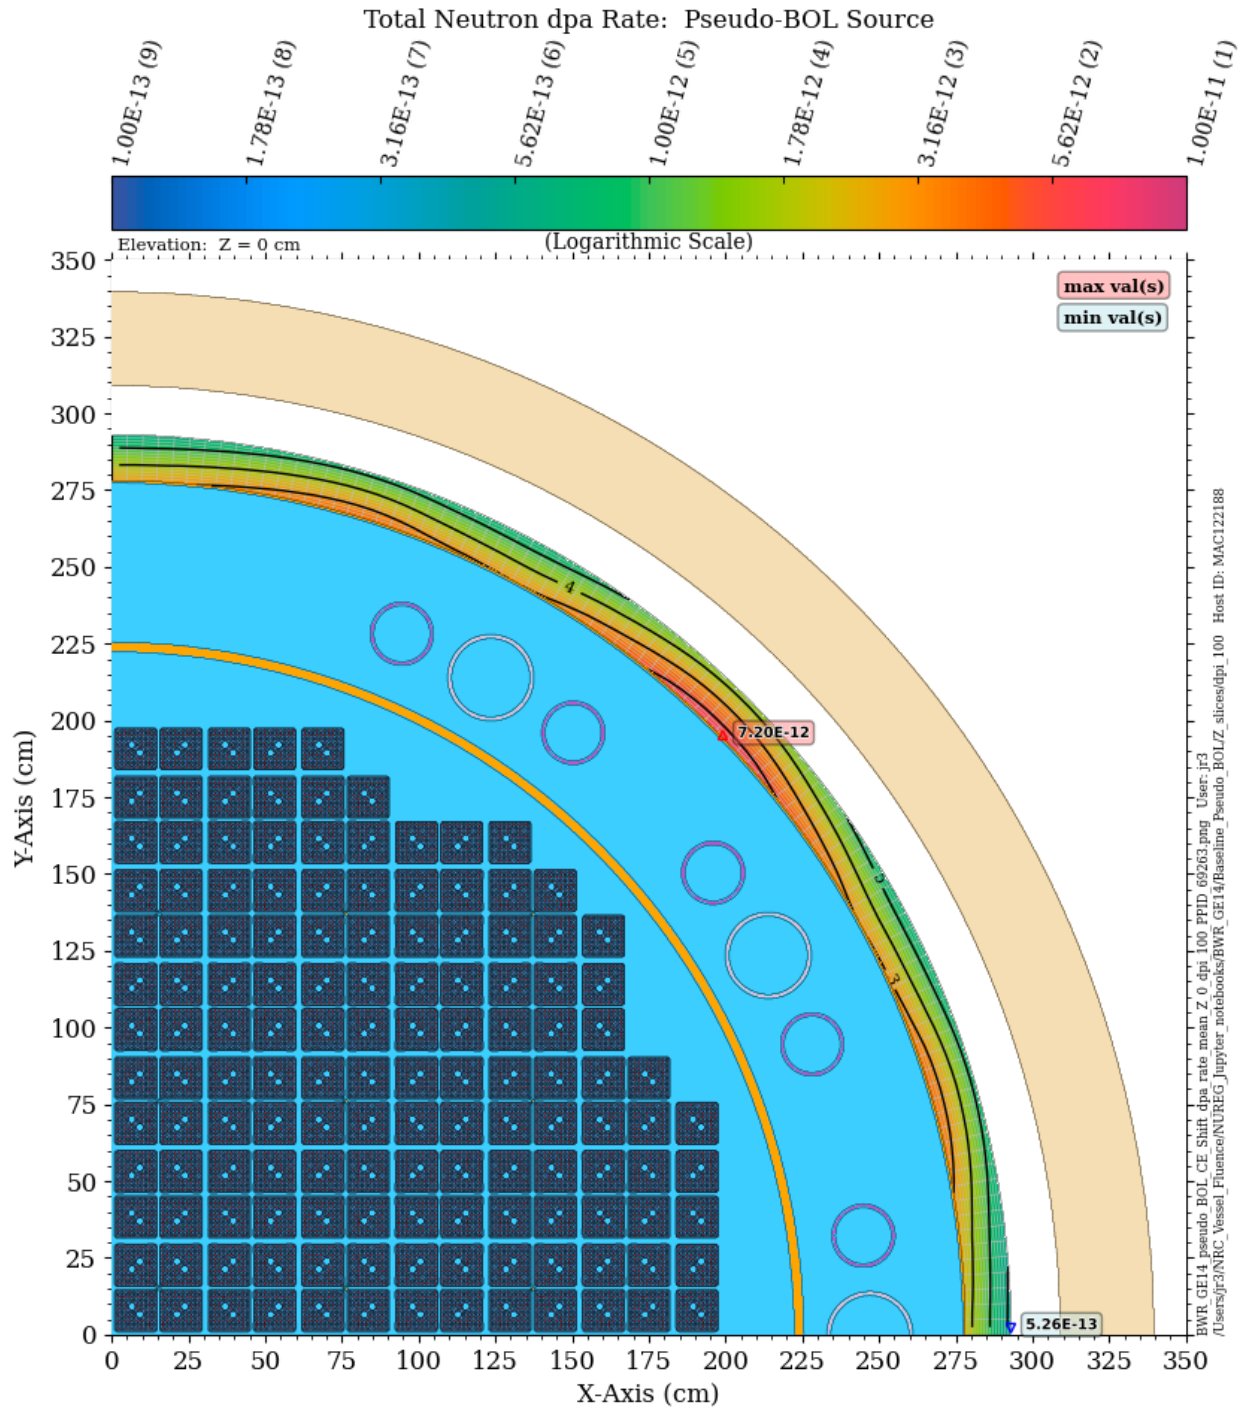 Total Neutron dpa Rate:  Pseudo-BOL Source
1.00E-13 (9)
1.78E-13 (8)
3.16E-13 (7)
5.62E-13 (6)
1.00E-12 (5)
1.78E-12 (4)
3.16E-12 (3)
5.62E-12 (2)
1.00E-11 (1)
Elevation:  Z = 0 cm
(Logarithmic Scale)
max val(s)
min val(s)
350
325
300
275
250
225
200
175
150
125
100
75
50
25
0
Y-Axis (cm)
4
7.20E-12
5
3
5.26E-13
0 25 50 75 100 125 150 175 200 225 250 275 300 325 350
X-Axis (cm)
BWR_GE14_pseudo_BOL_CE_Shift_dpa_rate_mean_Z_0_dpi_100_PPID_69263.png   User: jr3
/Users/jr3/NRC_Vessel_Fluence/NUREG_Jupyter_notebooks/BWR_GE14/Baseline_Pseudo_BOL/Z_slices/dpi_100   Host ID: MAC122188